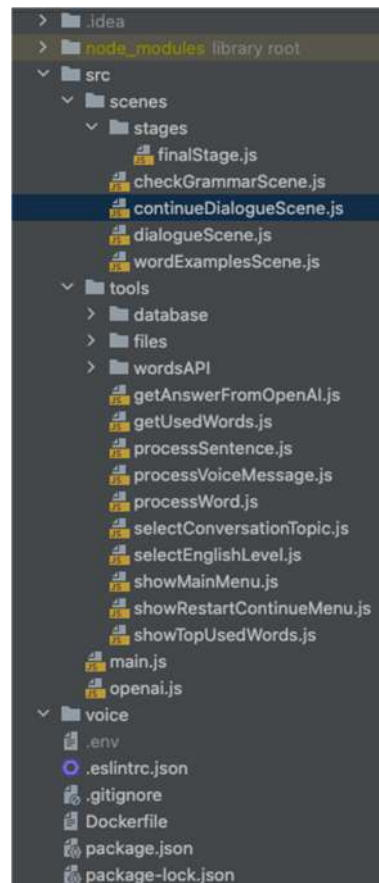 .idea
node_modules library root
src
scenes
stages
finalStage.js
checkGrammarScene.js
continueDialogueScene.js
dialogueScene.js
wordExamplesScene.js
tools
database
files
wordsAPI
getAnswerFromOpenAI.js
getUsedWords.js
processSentence.js
processVoiceMessage.js
processWord.js
selectConversationTopic.js
selectEnglishLevel.js
showMainMenu.js
showRestartContinueMenu.js
showTopUsedWords.js
main.js
openai.js
voice
.env
.eslintrc.json
.gitignore
Dockerfile
package.json
package-lock.json